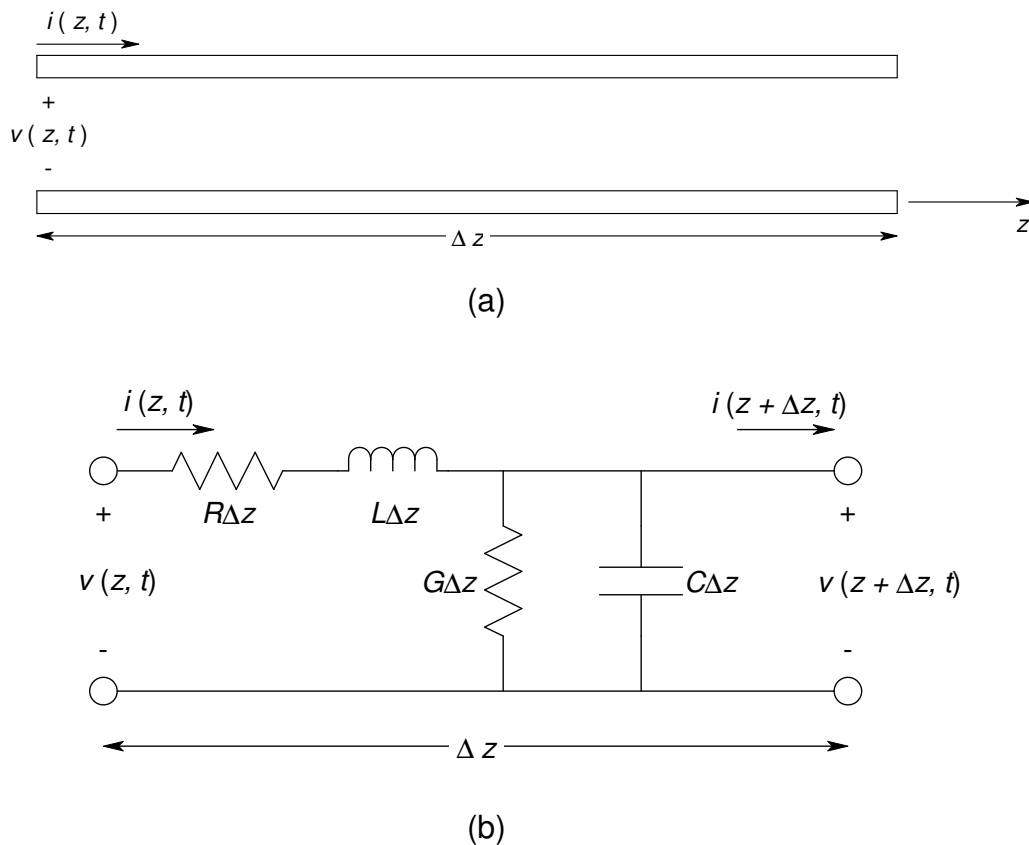 i ( z, t )
+
v ( z, t )
-
Δ z
z
(a)
i (z, t)
i (z + Δz, t)
+ RΔz LΔz +
v (z, t) GΔz CΔz v (z + Δz, t)
- -
Δ z
(b)